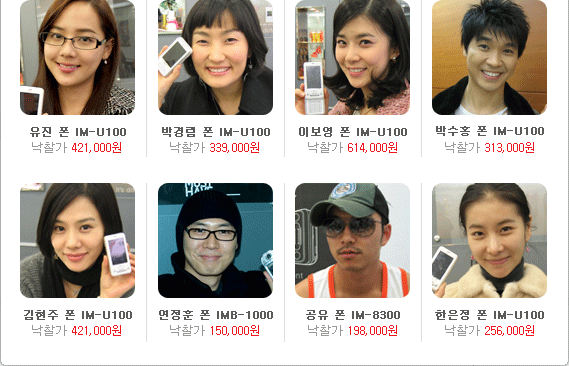 유진 폰 IM-U100
낙찰가 421,000원
박경림 폰 IM-U100
낙찰가 339,000원
이보영 폰 IM-U100
낙찰가 614,000원
박수홍 폰 IM-U100
낙찰가 313,000원
김현주 폰 IM-U100
낙찰가 421,000원
연정훈 폰 IMB-1000
낙찰가 150,000원
공유 폰 IM-8300
낙찰가 198,000원
한은정 폰 IM-U100
낙찰가 256,000원